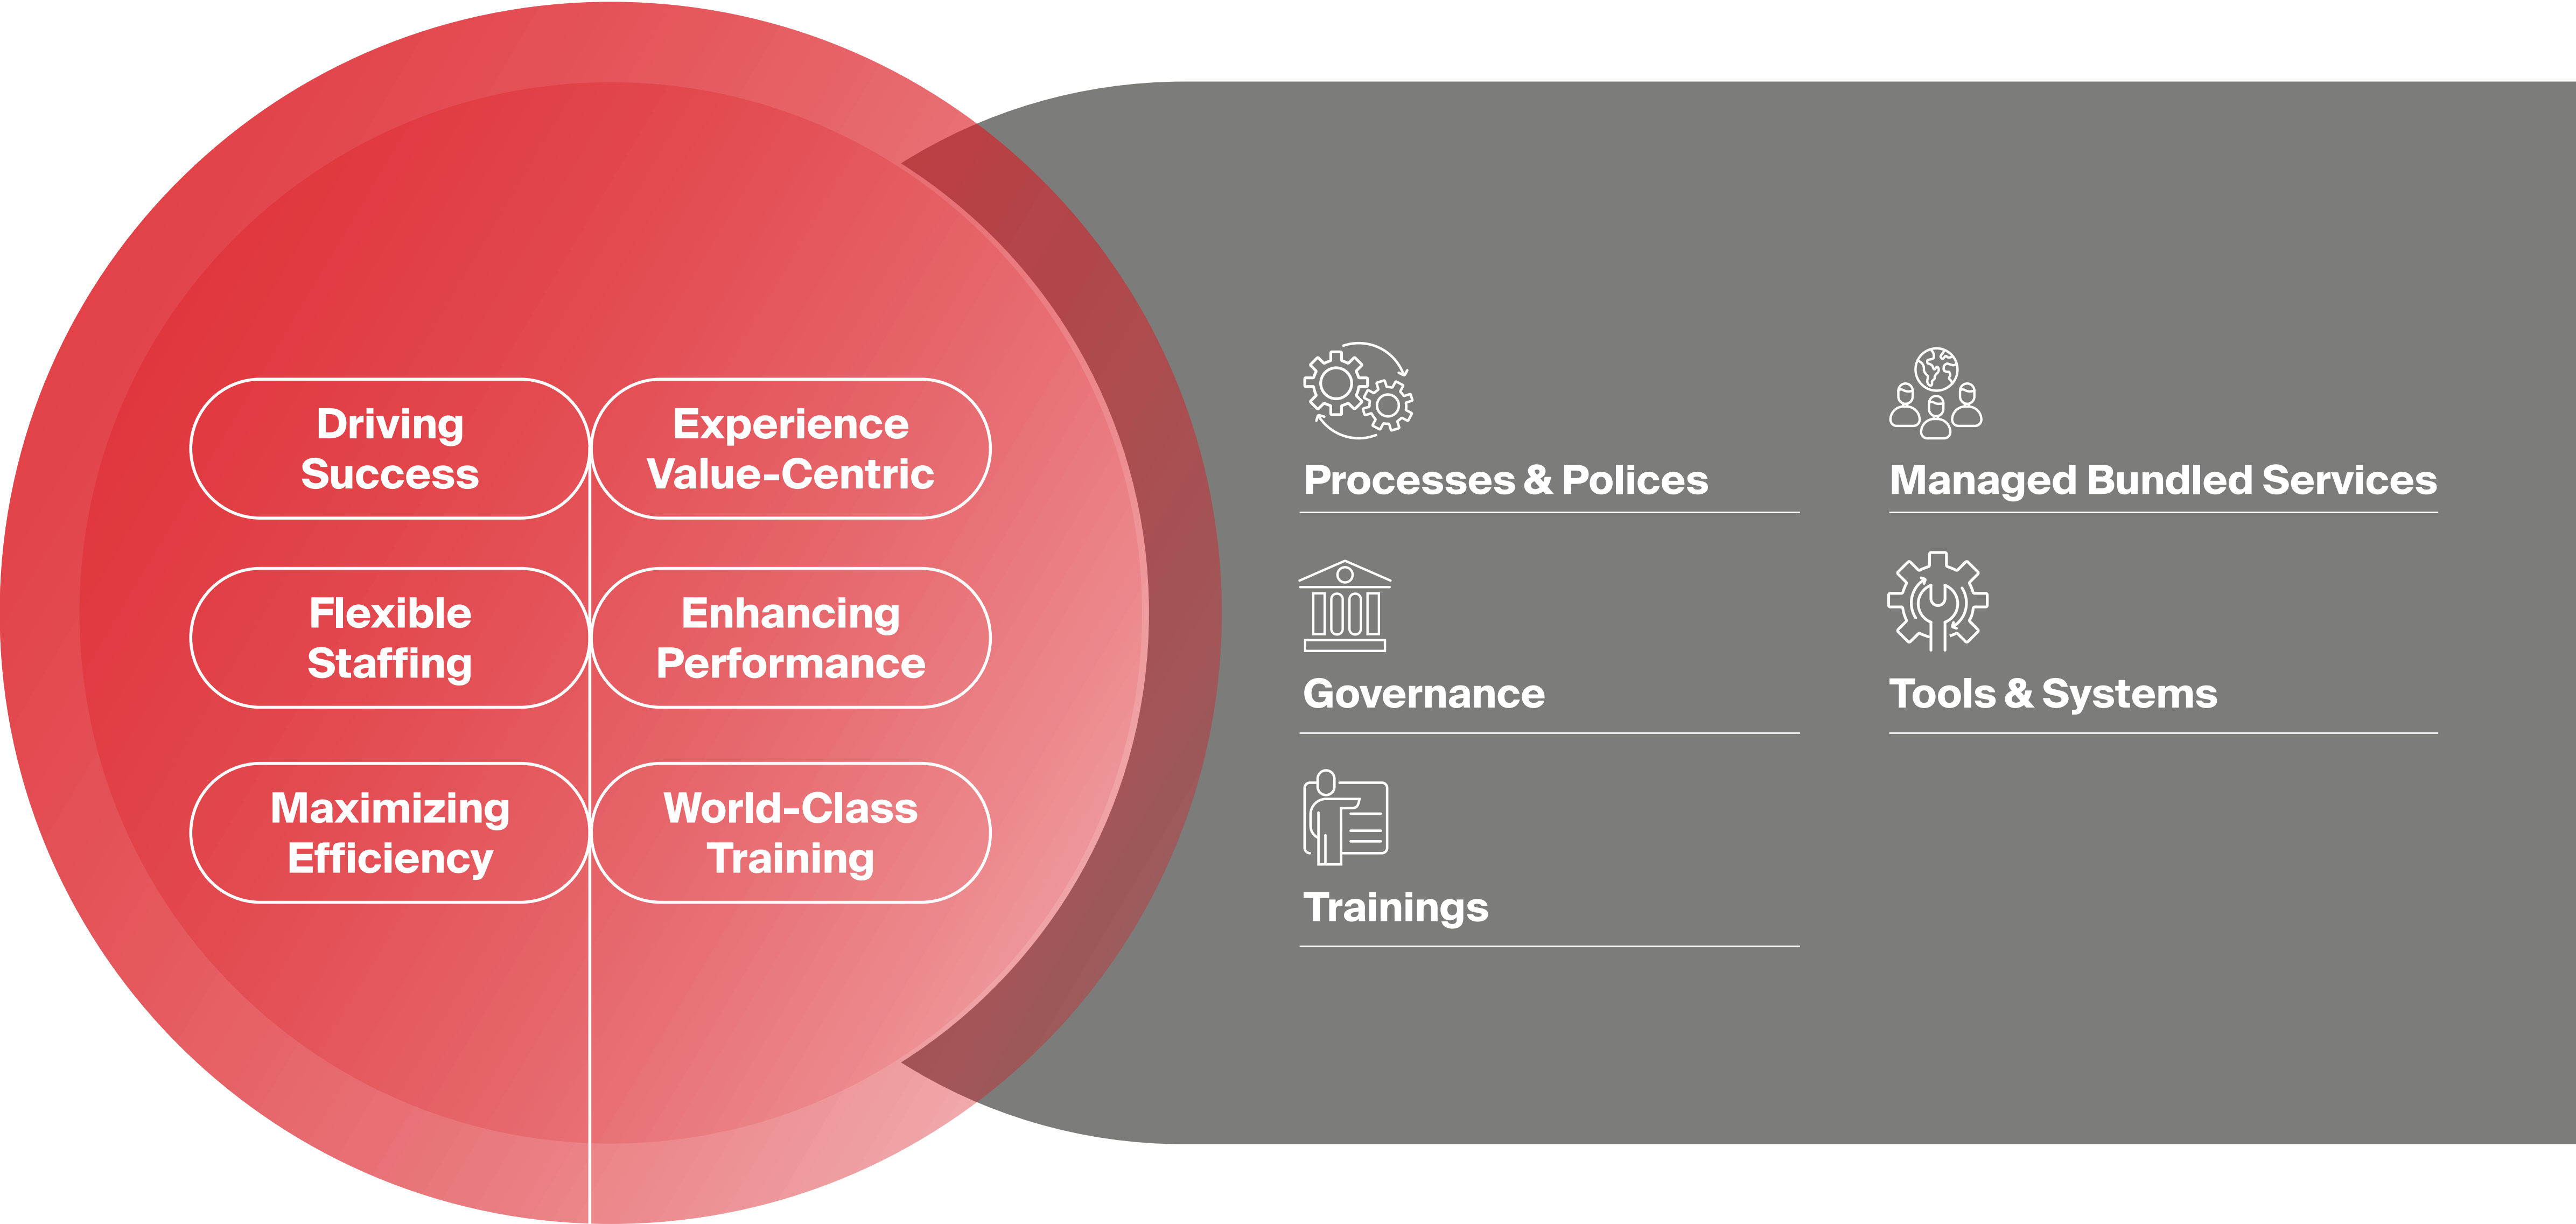 Driving
Success
Experience
Value-Centric
Flexible
Staffing
Enhancing
Performance
Maximizing
Efficiency
World-Class
Training
Processes & Polices
Managed Bundled Services
Governance
Tools & Systems
Trainings